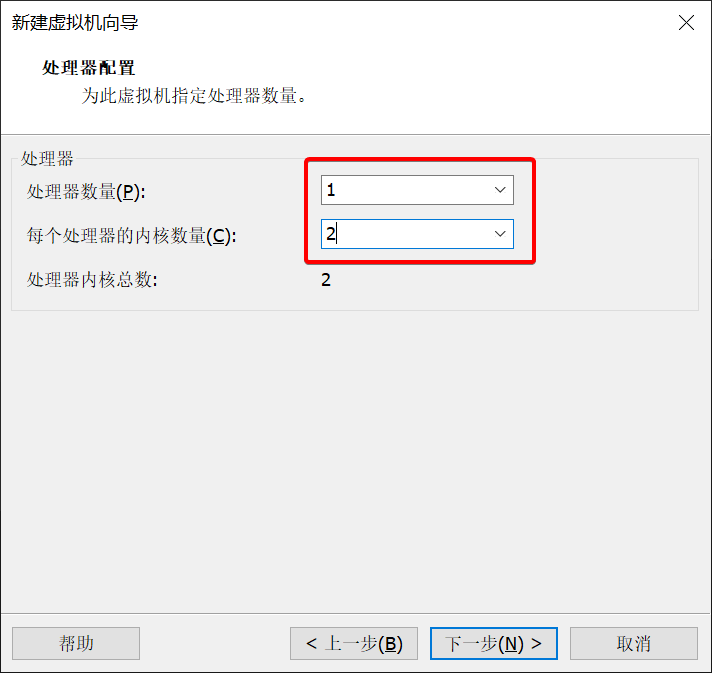 新建虚拟机向导
处理器配置
为此虚拟机指定处理器数量。
处理器
处理器数量(P): 1
每个处理器的内核数量(C): 2
处理器内核总数: 2
帮助 < 上一步(B) 下一步(N) > 取消